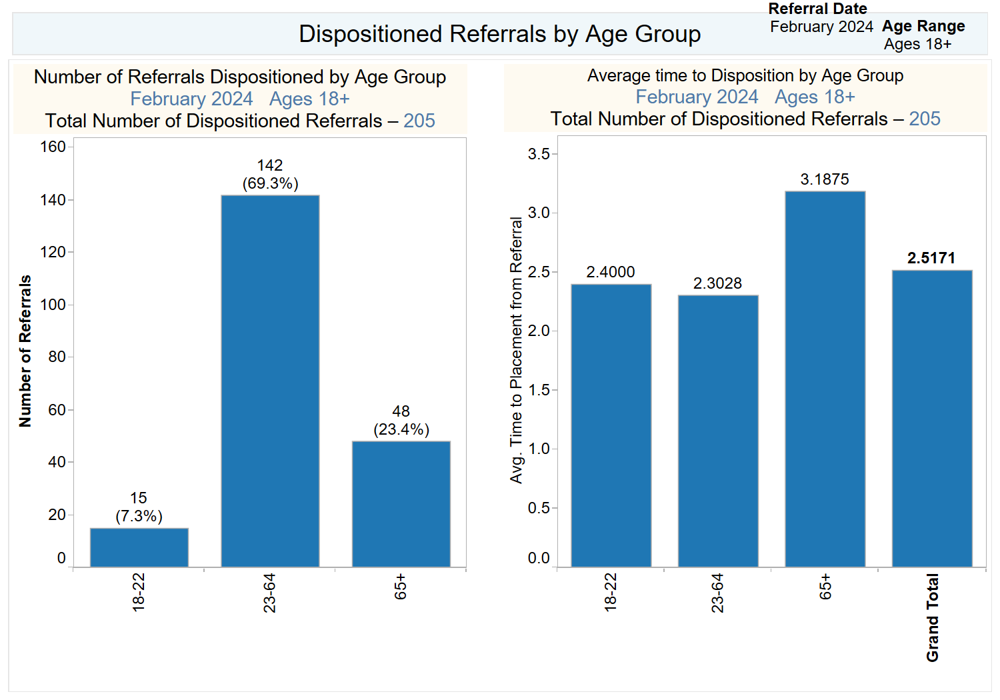 Referral Date
February 2024
Age Range
Ages 18+
Dispositioned Referrals by Age Group
Number of Referrals Dispositioned by Age Group
February 2024 Ages 18+
Total Number of Dispositioned Referrals – 205
160
140
120
100
80
60
40
20
0
Number of Referrals
142
(69.3%)
48
(23.4%)
15
(7.3%)
18-22
23-64
65+
Average time to Disposition by Age Group
February 2024 Ages 18+
Total Number of Dispositioned Referrals – 205
3.5
3.0
2.5
2.0
1.5
1.0
0.5
0.0
Avg. Time to Placement from Referral
2.4000
2.3028
3.1875
2.5171
18-22
23-64
65+
Grand Total